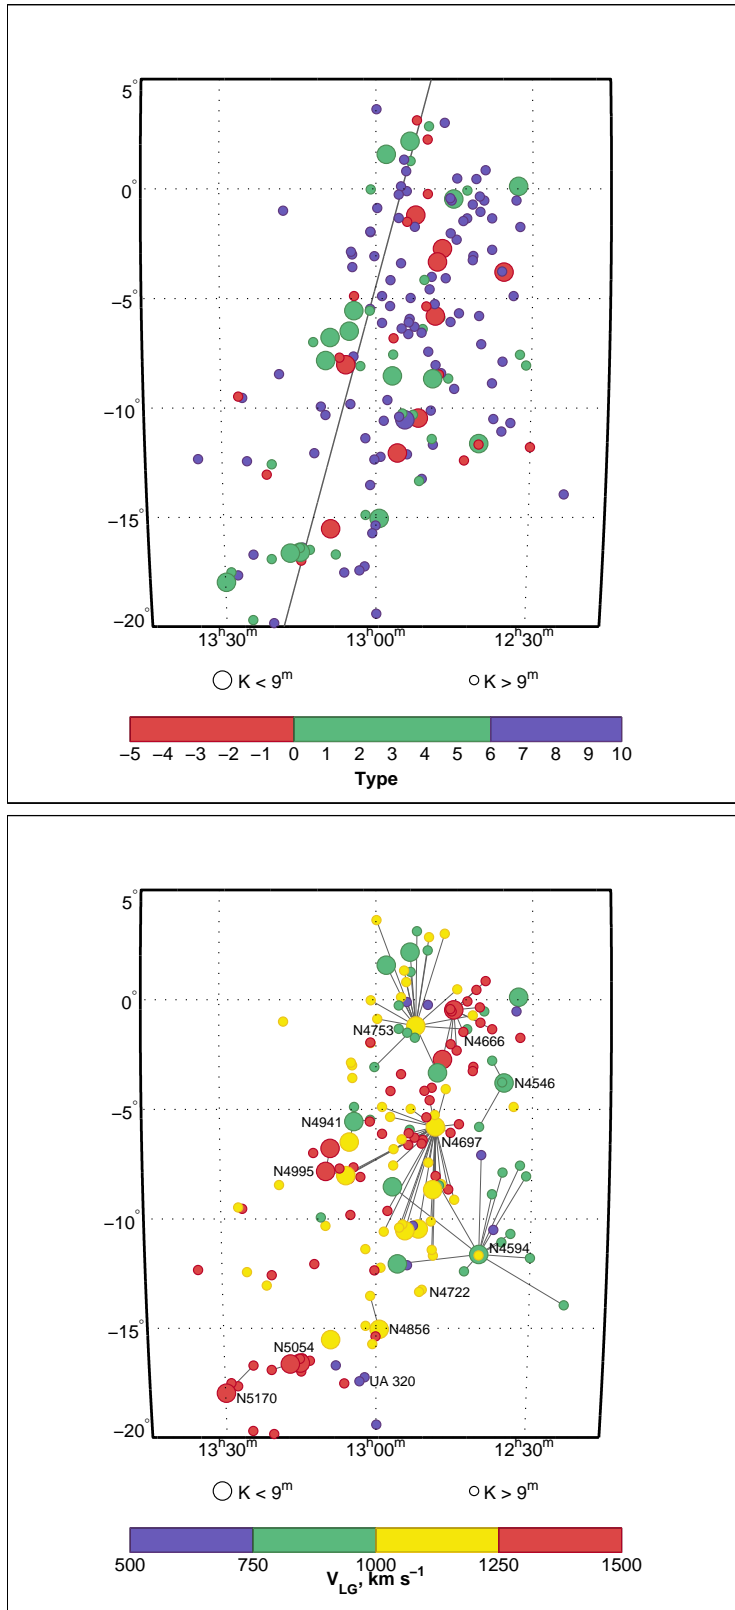 5°
0°
−5°
−10°
−15°
−20°
13ʰ30ᵐ 13ʰ00ᵐ 12ʰ30ᵐ
K < 9ᵐ K > 9ᵐ
−5 −4 −3 −2 −1 0 1 2 3 4 5 6 7 8 9 10
Type
5°
0°
N4753
N4666
N4546
−5°
N4941
N4697
N4995
−10°
N4594
N4722
−15°
N4856
N5054
UA 320
N5170
−20°
13ʰ30ᵐ 13ʰ00ᵐ 12ʰ30ᵐ
K < 9ᵐ K > 9ᵐ
500 750 1000 1250 1500
V_LG, km s⁻¹